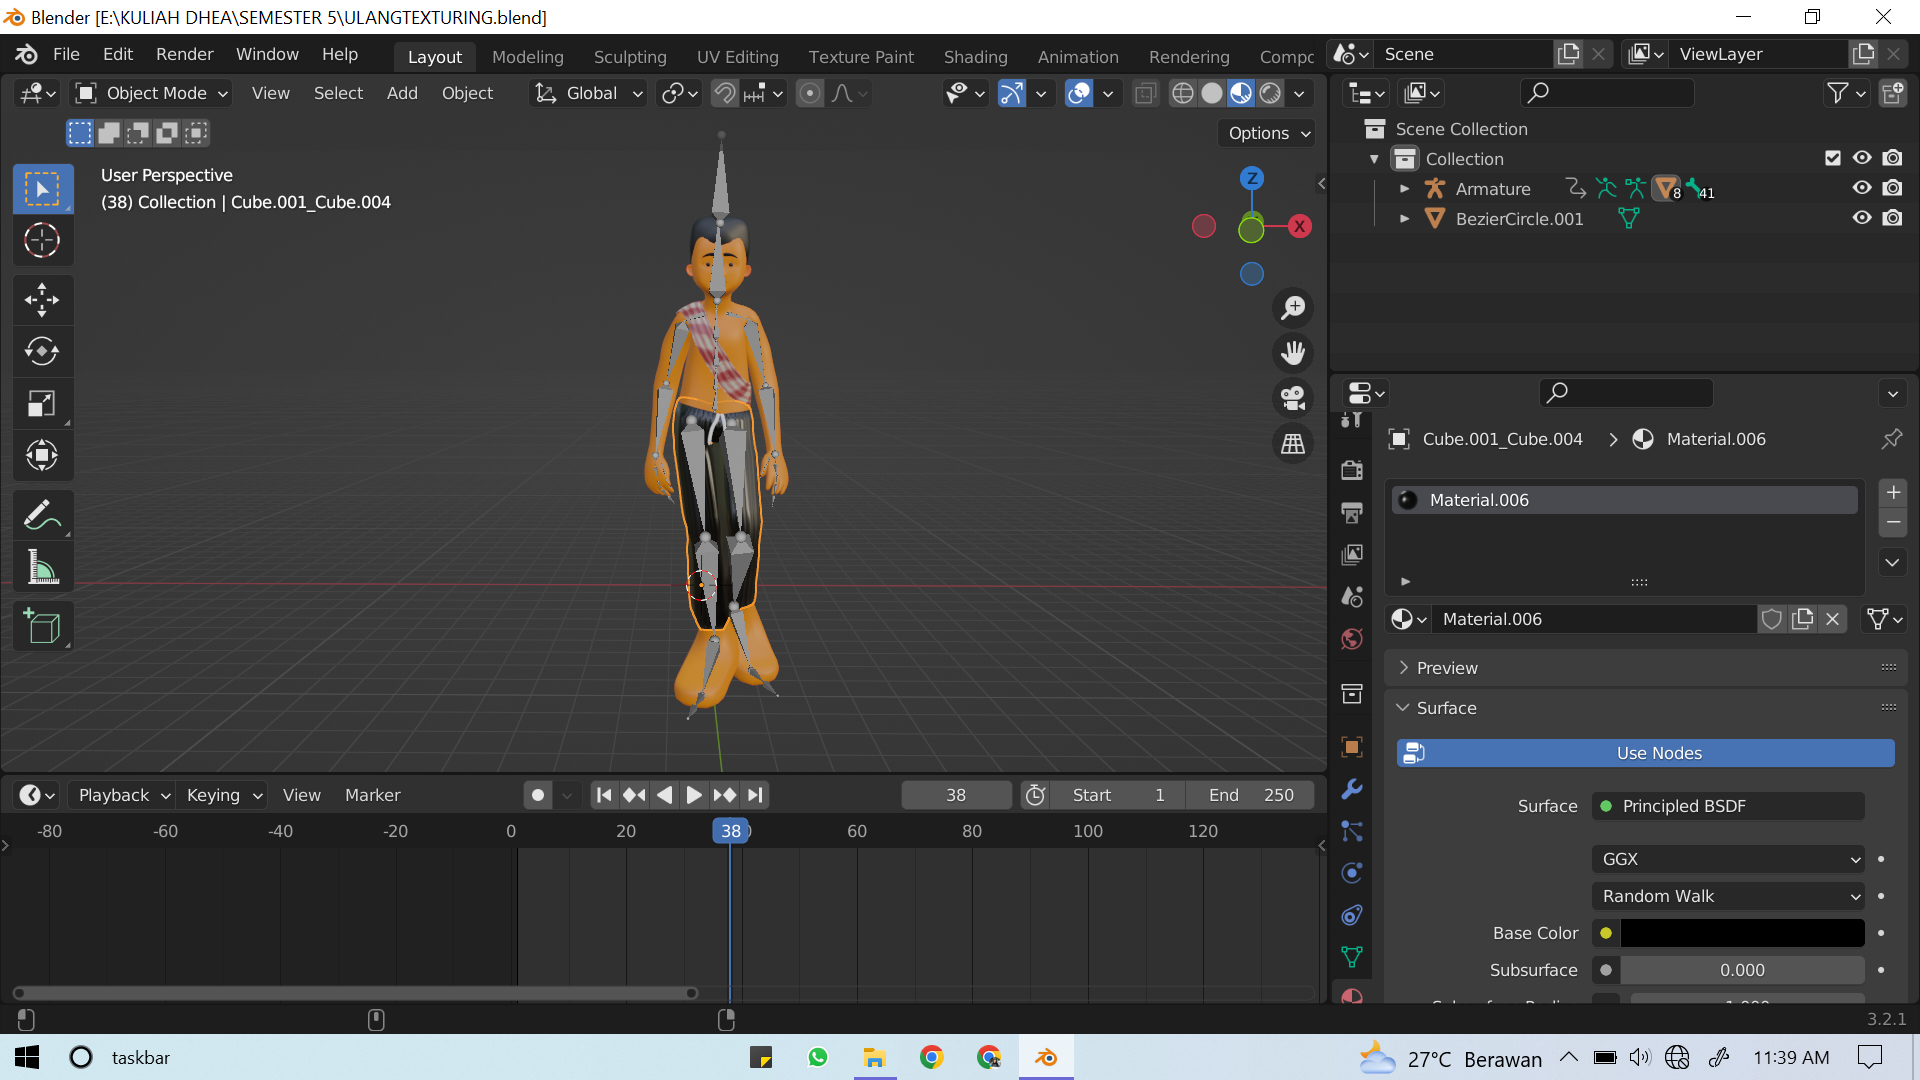 Blender [E:\KULIAH DHEA\SEMESTER 5\ULANGTEXTURING.blend]
File Edit Render Window Help Layout Modeling Sculpting UV Editing Texture Paint Shading Animation Rendering Compc Scene ViewLayer
Object Mode View Select Add Object Global
Options
User Perspective
(38) Collection | Cube.001_Cube.004
Z
X
Scene Collection
Collection
Armature 8 41
BezierCircle.001
Cube.001_Cube.004 Material.006
Material.006
Material.006
Preview
Surface
Use Nodes
Surface Principled BSDF
GGX
Random Walk
Base Color
Subsurface 0.000
Playback Keying View Marker 38 Start 1 End 250
-80 -60 -40 -20 0 20 38 60 80 100 120
3.2.1
taskbar 27°C Berawan 11:39 AM